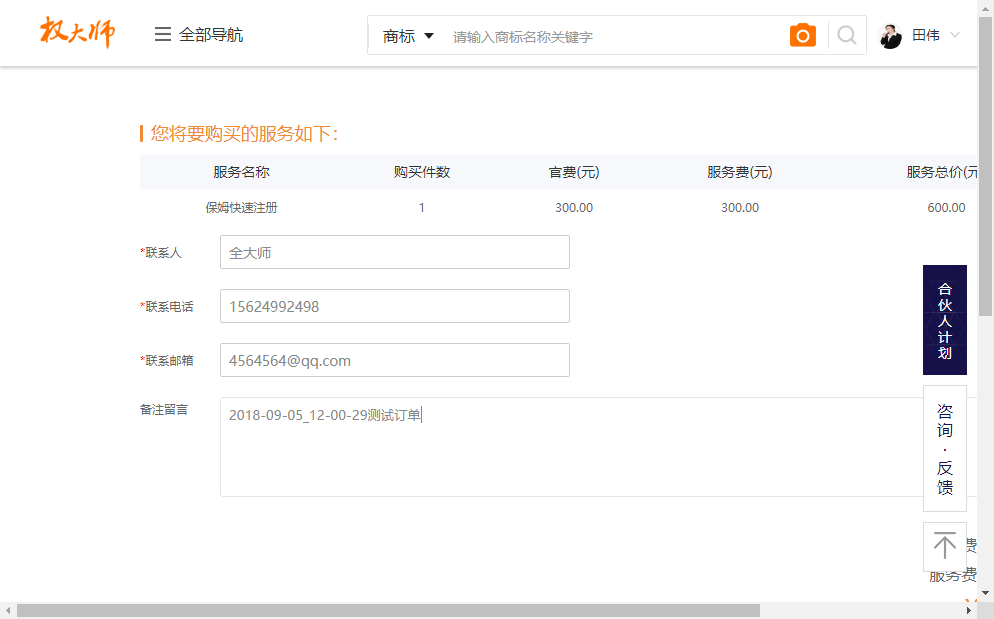 权大师
全部导航
商标
请输入商标名称关键字
田伟
您将要购买的服务如下：
服务名称 购买件数 官费(元) 服务费(元) 服务总价(元
保姆快速注册 1 300.00 300.00 600.00
*联系人 全大师
*联系电话 15624992498
*联系邮箱 4564564@qq.com
备注留言 2018-09-05_12-00-29测试订单
合伙人计划
咨询·反馈
费
服务费